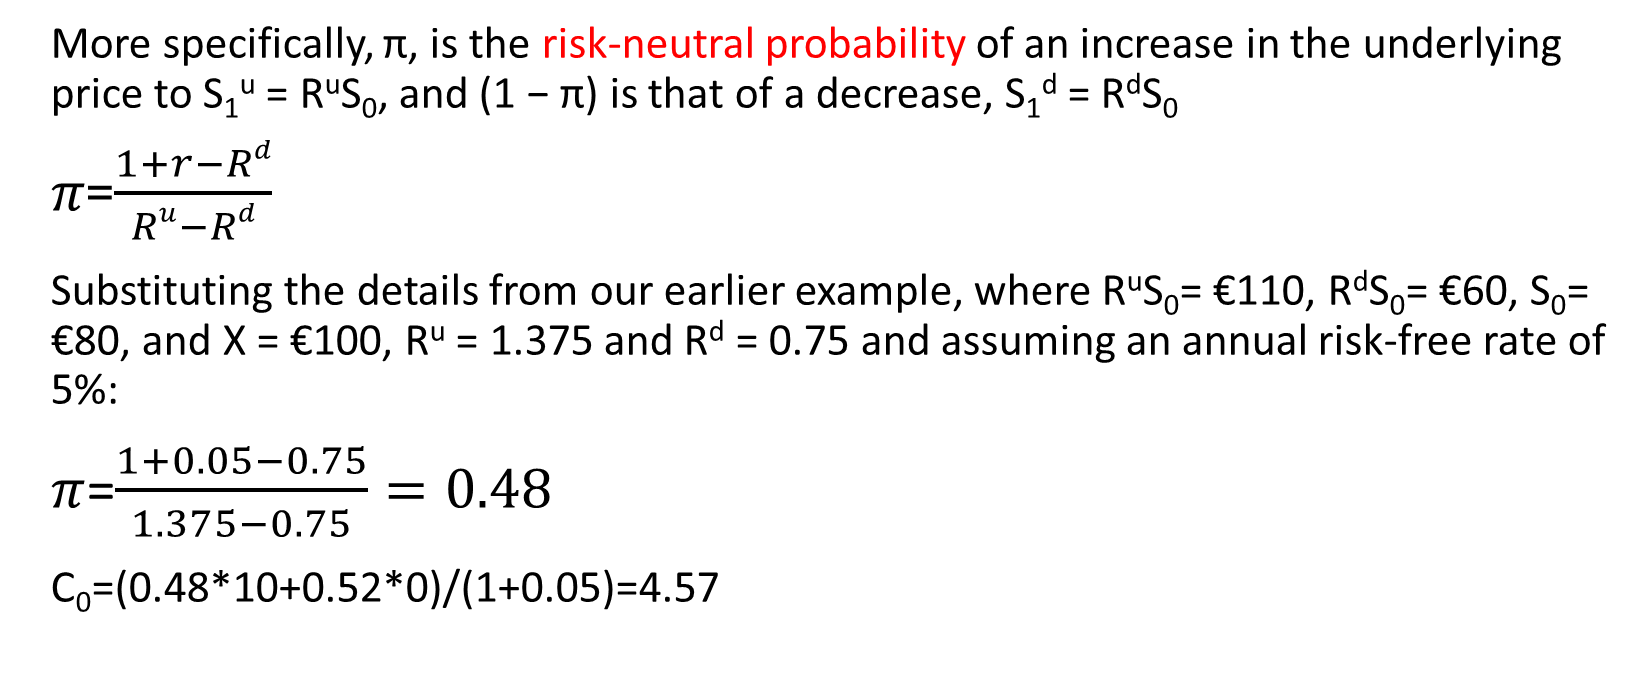 More specifically, π, is the risk-neutral probability of an increase in the underlying
price to S₁ᵘ = RᵘS₀, and (1 − π) is that of a decrease, S₁ᵈ = RᵈS₀
π=(1+r−Rᵈ)/(Rᵘ−Rᵈ)
Substituting the details from our earlier example, where RᵘS₀= €110, RᵈS₀= €60, S₀=
€80, and X = €100, Rᵘ = 1.375 and Rᵈ = 0.75 and assuming an annual risk-free rate of
5%:
π=(1+0.05−0.75)/(1.375−0.75) = 0.48
C₀=(0.48*10+0.52*0)/(1+0.05)=4.57